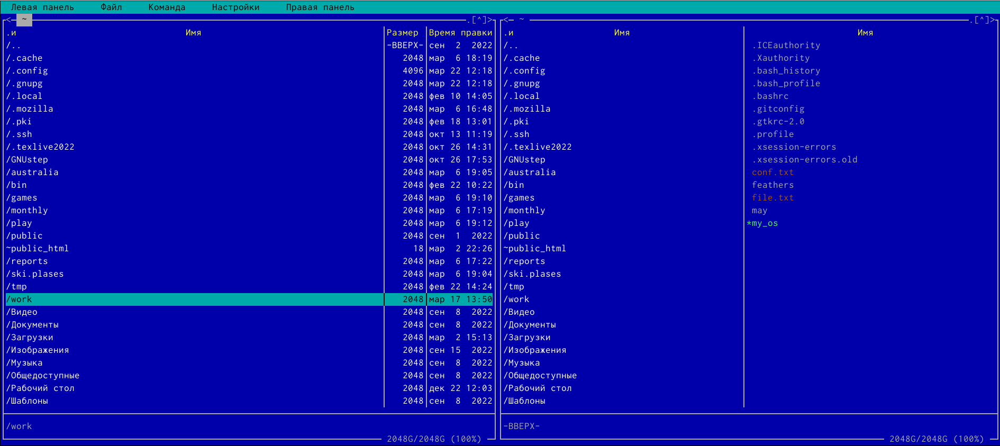 Левая панель Файл Команда Настройки Правая панель
<─ ~ .[^]> <─ ~ .[^]>
.и Имя Размер Время правки .и Имя Имя
/.. -ВВЕРХ- сен 2 2022 /.. .ICEauthority
/.cache 2048 мар 6 18:19 /.cache .Xauthority
/.config 4096 мар 22 12:18 /.config .bash_history
/.gnupg 2048 мар 22 12:18 /.gnupg .bash_profile
/.local 2048 фев 10 14:05 /.local .bashrc
/.mozilla 2048 мар 6 16:48 /.mozilla .gitconfig
/.pki 2048 фев 18 13:01 /.pki .gtkrc-2.0
/.ssh 2048 окт 13 11:19 /.ssh .profile
/.texlive2022 2048 окт 26 14:31 /.texlive2022 .xsession-errors
/GNUstep 2048 окт 26 17:53 /GNUstep .xsession-errors.old
/australia 2048 мар 6 19:05 /australia conf.txt
/bin 2048 фев 22 10:22 /bin feathers
/games 2048 мар 6 19:10 /games file.txt
/monthly 2048 мар 6 17:19 /monthly may
/play 2048 мар 6 19:12 /play *my_os
/public 2048 сен 1 2022 /public
~public_html 18 мар 2 22:26 ~public_html
/reports 2048 мар 6 17:22 /reports
/ski.plases 2048 мар 6 19:04 /ski.plases
/tmp 2048 фев 22 14:24 /tmp
/work 2048 мар 17 13:50 /work
/Видео 2048 сен 8 2022 /Видео
/Документы 2048 сен 8 2022 /Документы
/Загрузки 2048 мар 2 15:13 /Загрузки
/Изображения 2048 сен 15 2022 /Изображения
/Музыка 2048 сен 8 2022 /Музыка
/Общедоступные 2048 сен 8 2022 /Общедоступные
/Рабочий стол 2048 дек 22 12:03 /Рабочий стол
/Шаблоны 2048 сен 8 2022 /Шаблоны
/work -ВВЕРХ-
2048G/2048G (100%) 2048G/2048G (100%)